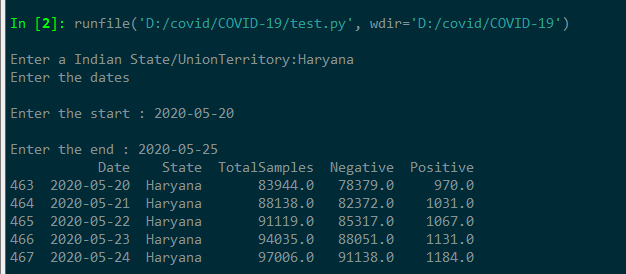 In [2]: runfile('D:/covid/COVID-19/test.py', wdir='D:/covid/COVID-19')
Enter a Indian State/UnionTerritory:Haryana
Enter the dates
Enter the start : 2020-05-20
Enter the end : 2020-05-25
Date State TotalSamples Negative Positive
463 2020-05-20 Haryana 83944.0 78379.0 970.0
464 2020-05-21 Haryana 88138.0 82372.0 1031.0
465 2020-05-22 Haryana 91119.0 85317.0 1067.0
466 2020-05-23 Haryana 94035.0 88051.0 1131.0
467 2020-05-24 Haryana 97006.0 91138.0 1184.0